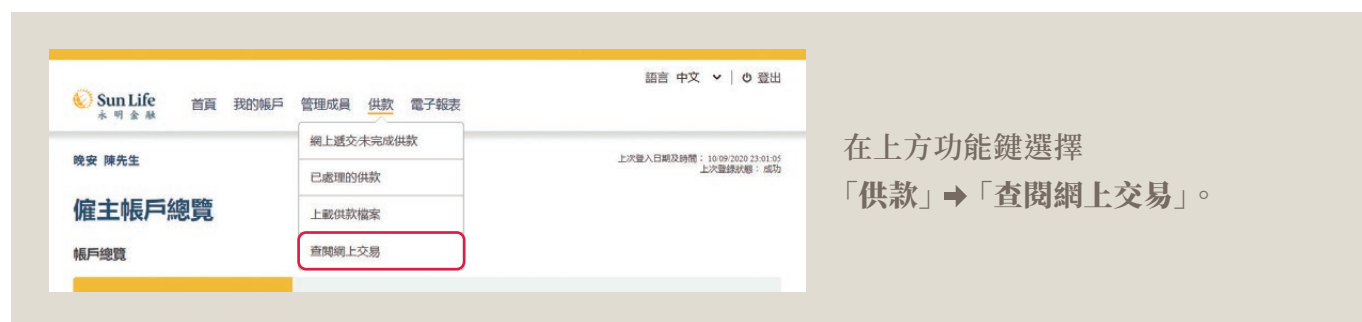 語言 中文 | 登出
Sun Life
永明金融
首頁 我的帳戶 管理成員 供款 電子報表
網上遞交未完成供款
已處理的供款
上載供款檔案
查閱網上交易
晚安 陳先生
上次登入日期及時間： 10/09/2020 23:01:05
上次登錄狀態： 成功
僱主帳戶總覽
帳戶總覽
在上方功能鍵選擇
「供款」➡「查閱網上交易」。